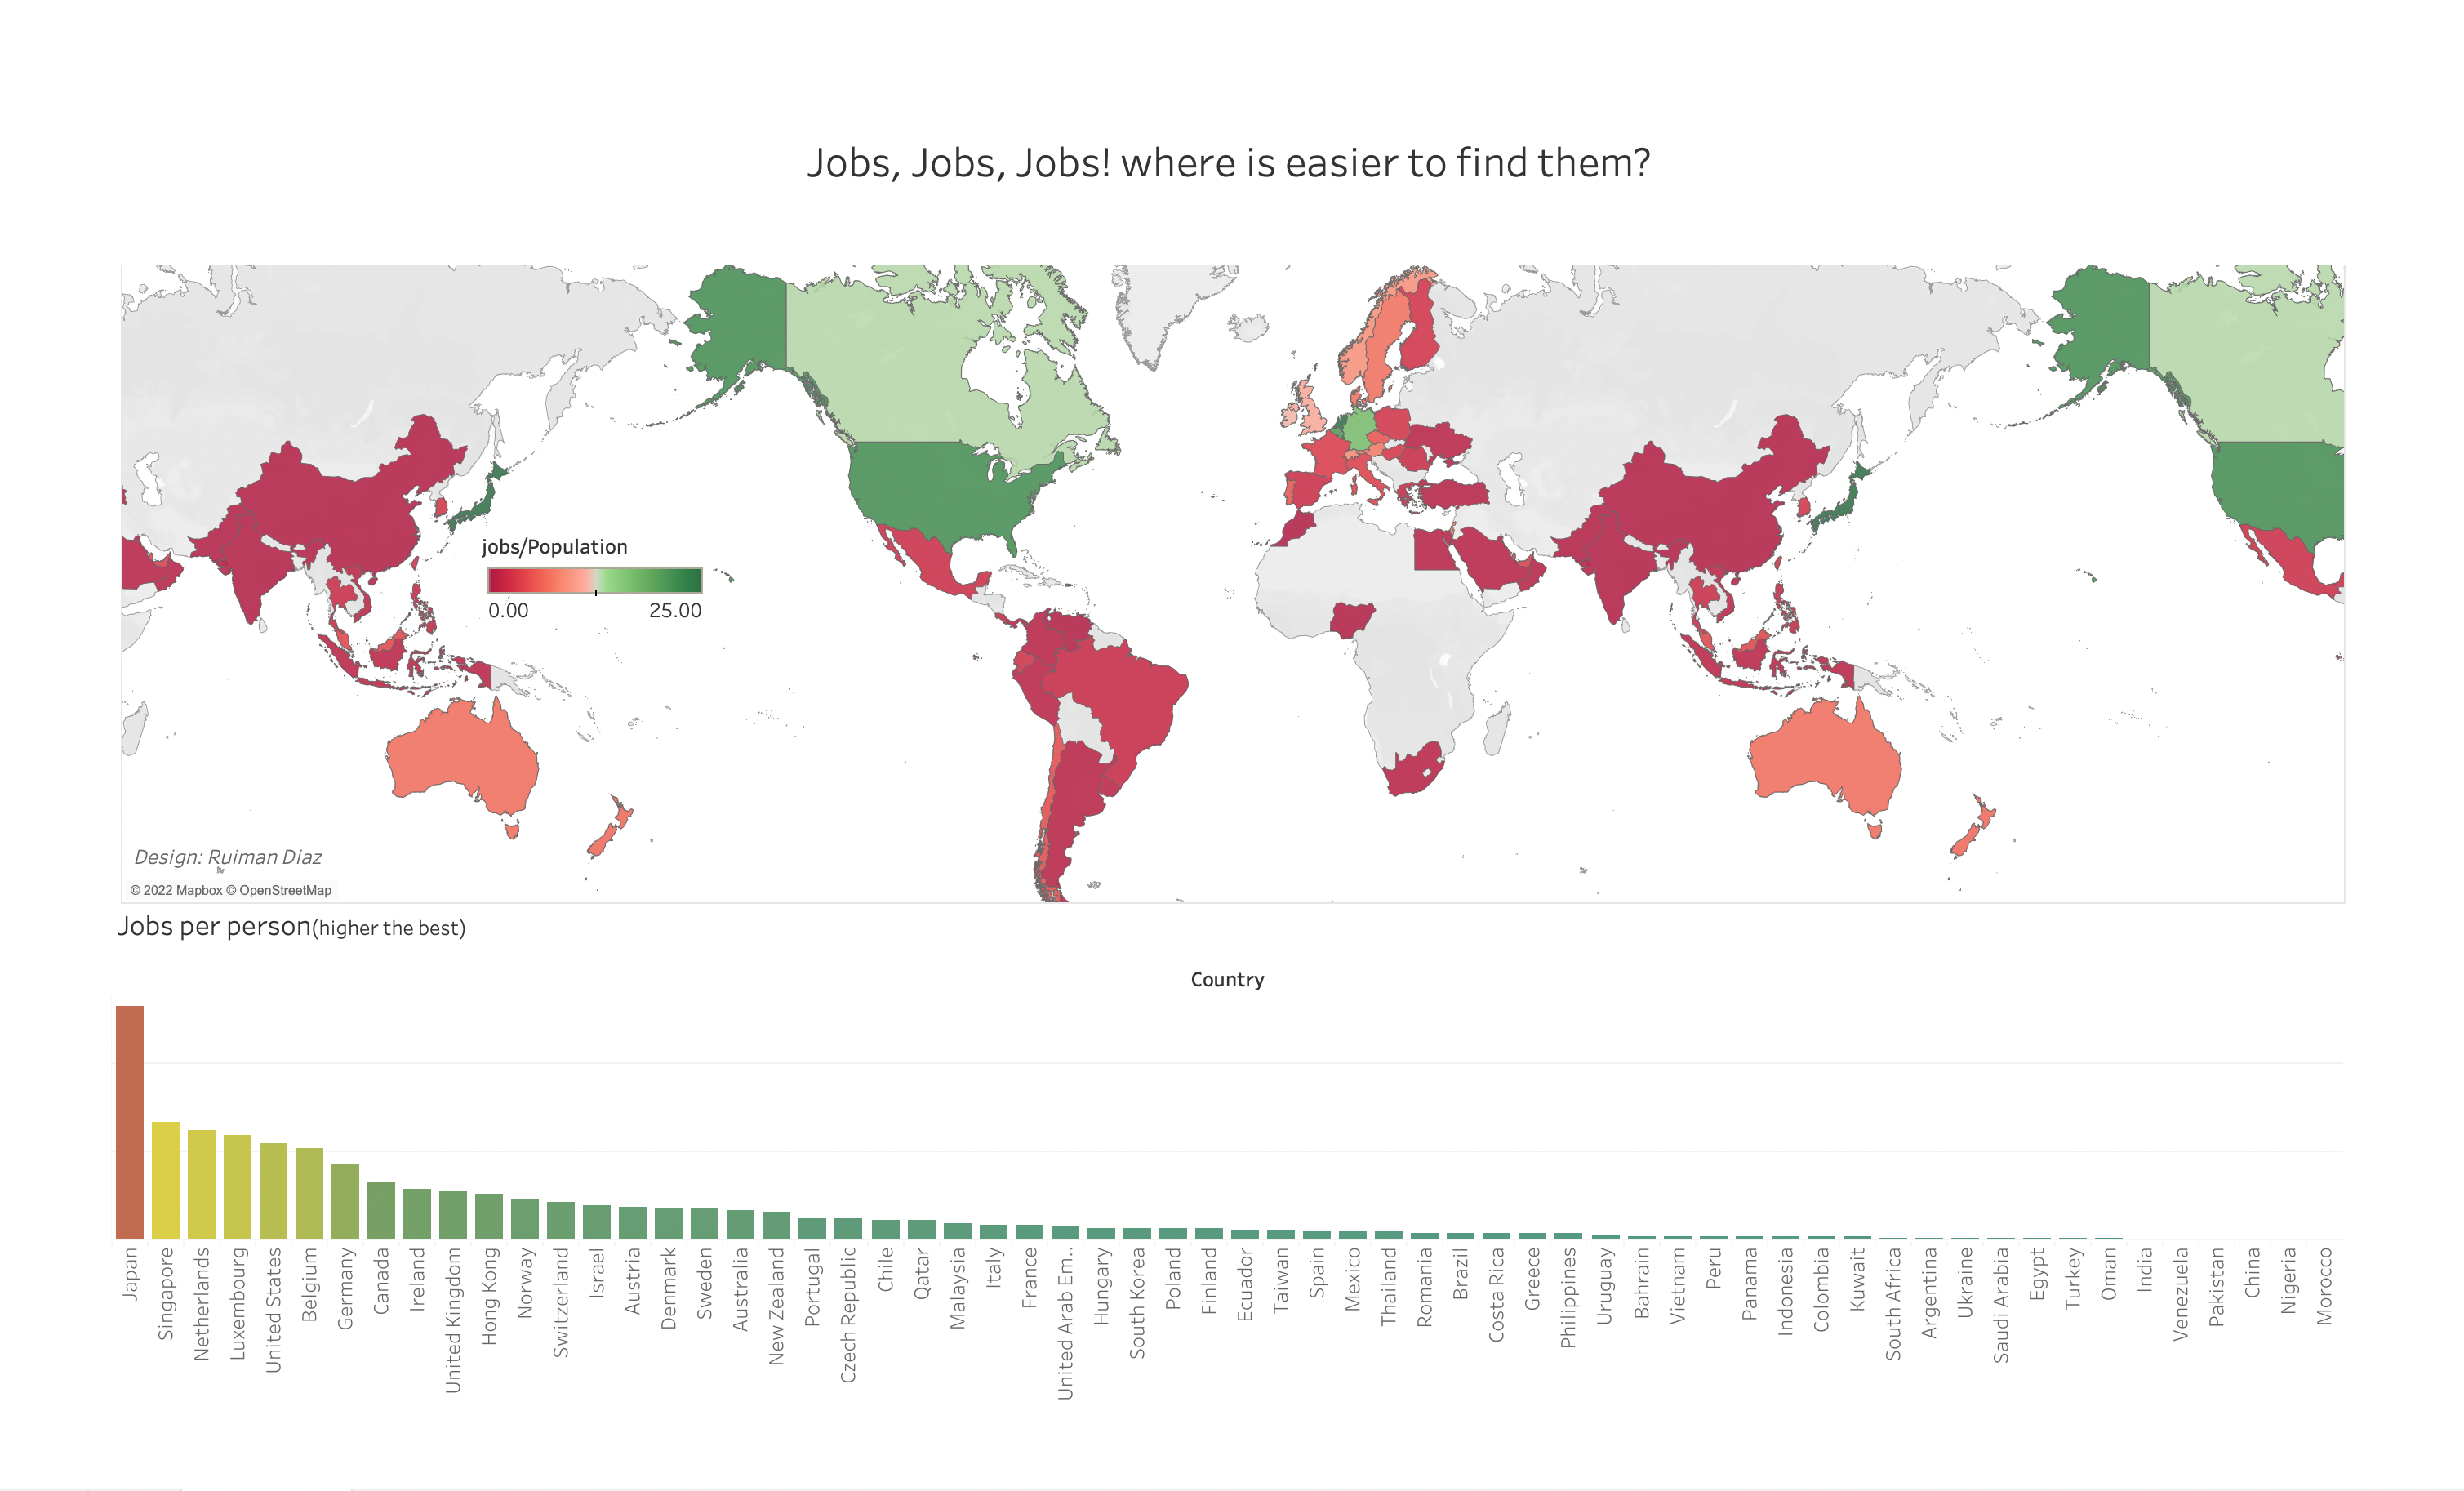 Jobs, Jobs, Jobs! where is easier to find them?
jobs/Population
0.00 25.00
Design: Ruiman Diaz
© 2022 Mapbox © OpenStreetMap
Jobs per person(higher the best)
Country
Japan
Singapore
Netherlands
Luxembourg
United States
Belgium
Germany
Canada
Ireland
United Kingdom
Hong Kong
Norway
Switzerland
Israel
Austria
Denmark
Sweden
Australia
New Zealand
Portugal
Czech Republic
Chile
Qatar
Malaysia
Italy
France
United Arab Em..
Hungary
South Korea
Poland
Finland
Ecuador
Taiwan
Spain
Mexico
Thailand
Romania
Brazil
Costa Rica
Greece
Philippines
Uruguay
Bahrain
Vietnam
Peru
Panama
Indonesia
Colombia
Kuwait
South Africa
Argentina
Ukraine
Saudi Arabia
Egypt
Turkey
Oman
India
Venezuela
Pakistan
China
Nigeria
Morocco